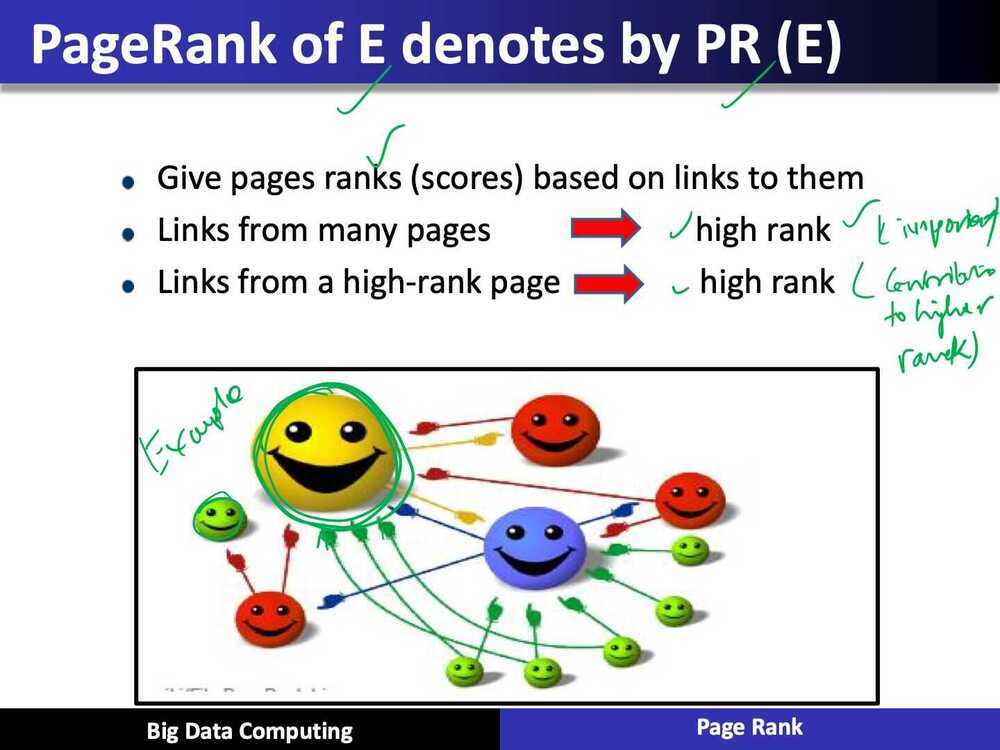 PageRank of E denotes by PR (E)
• Give pages ranks (scores) based on links to them
• Links from many pages high rank (important)
• Links from a high-rank page high rank (Contributes
to higher
rank)
Example
Big Data Computing
Page Rank